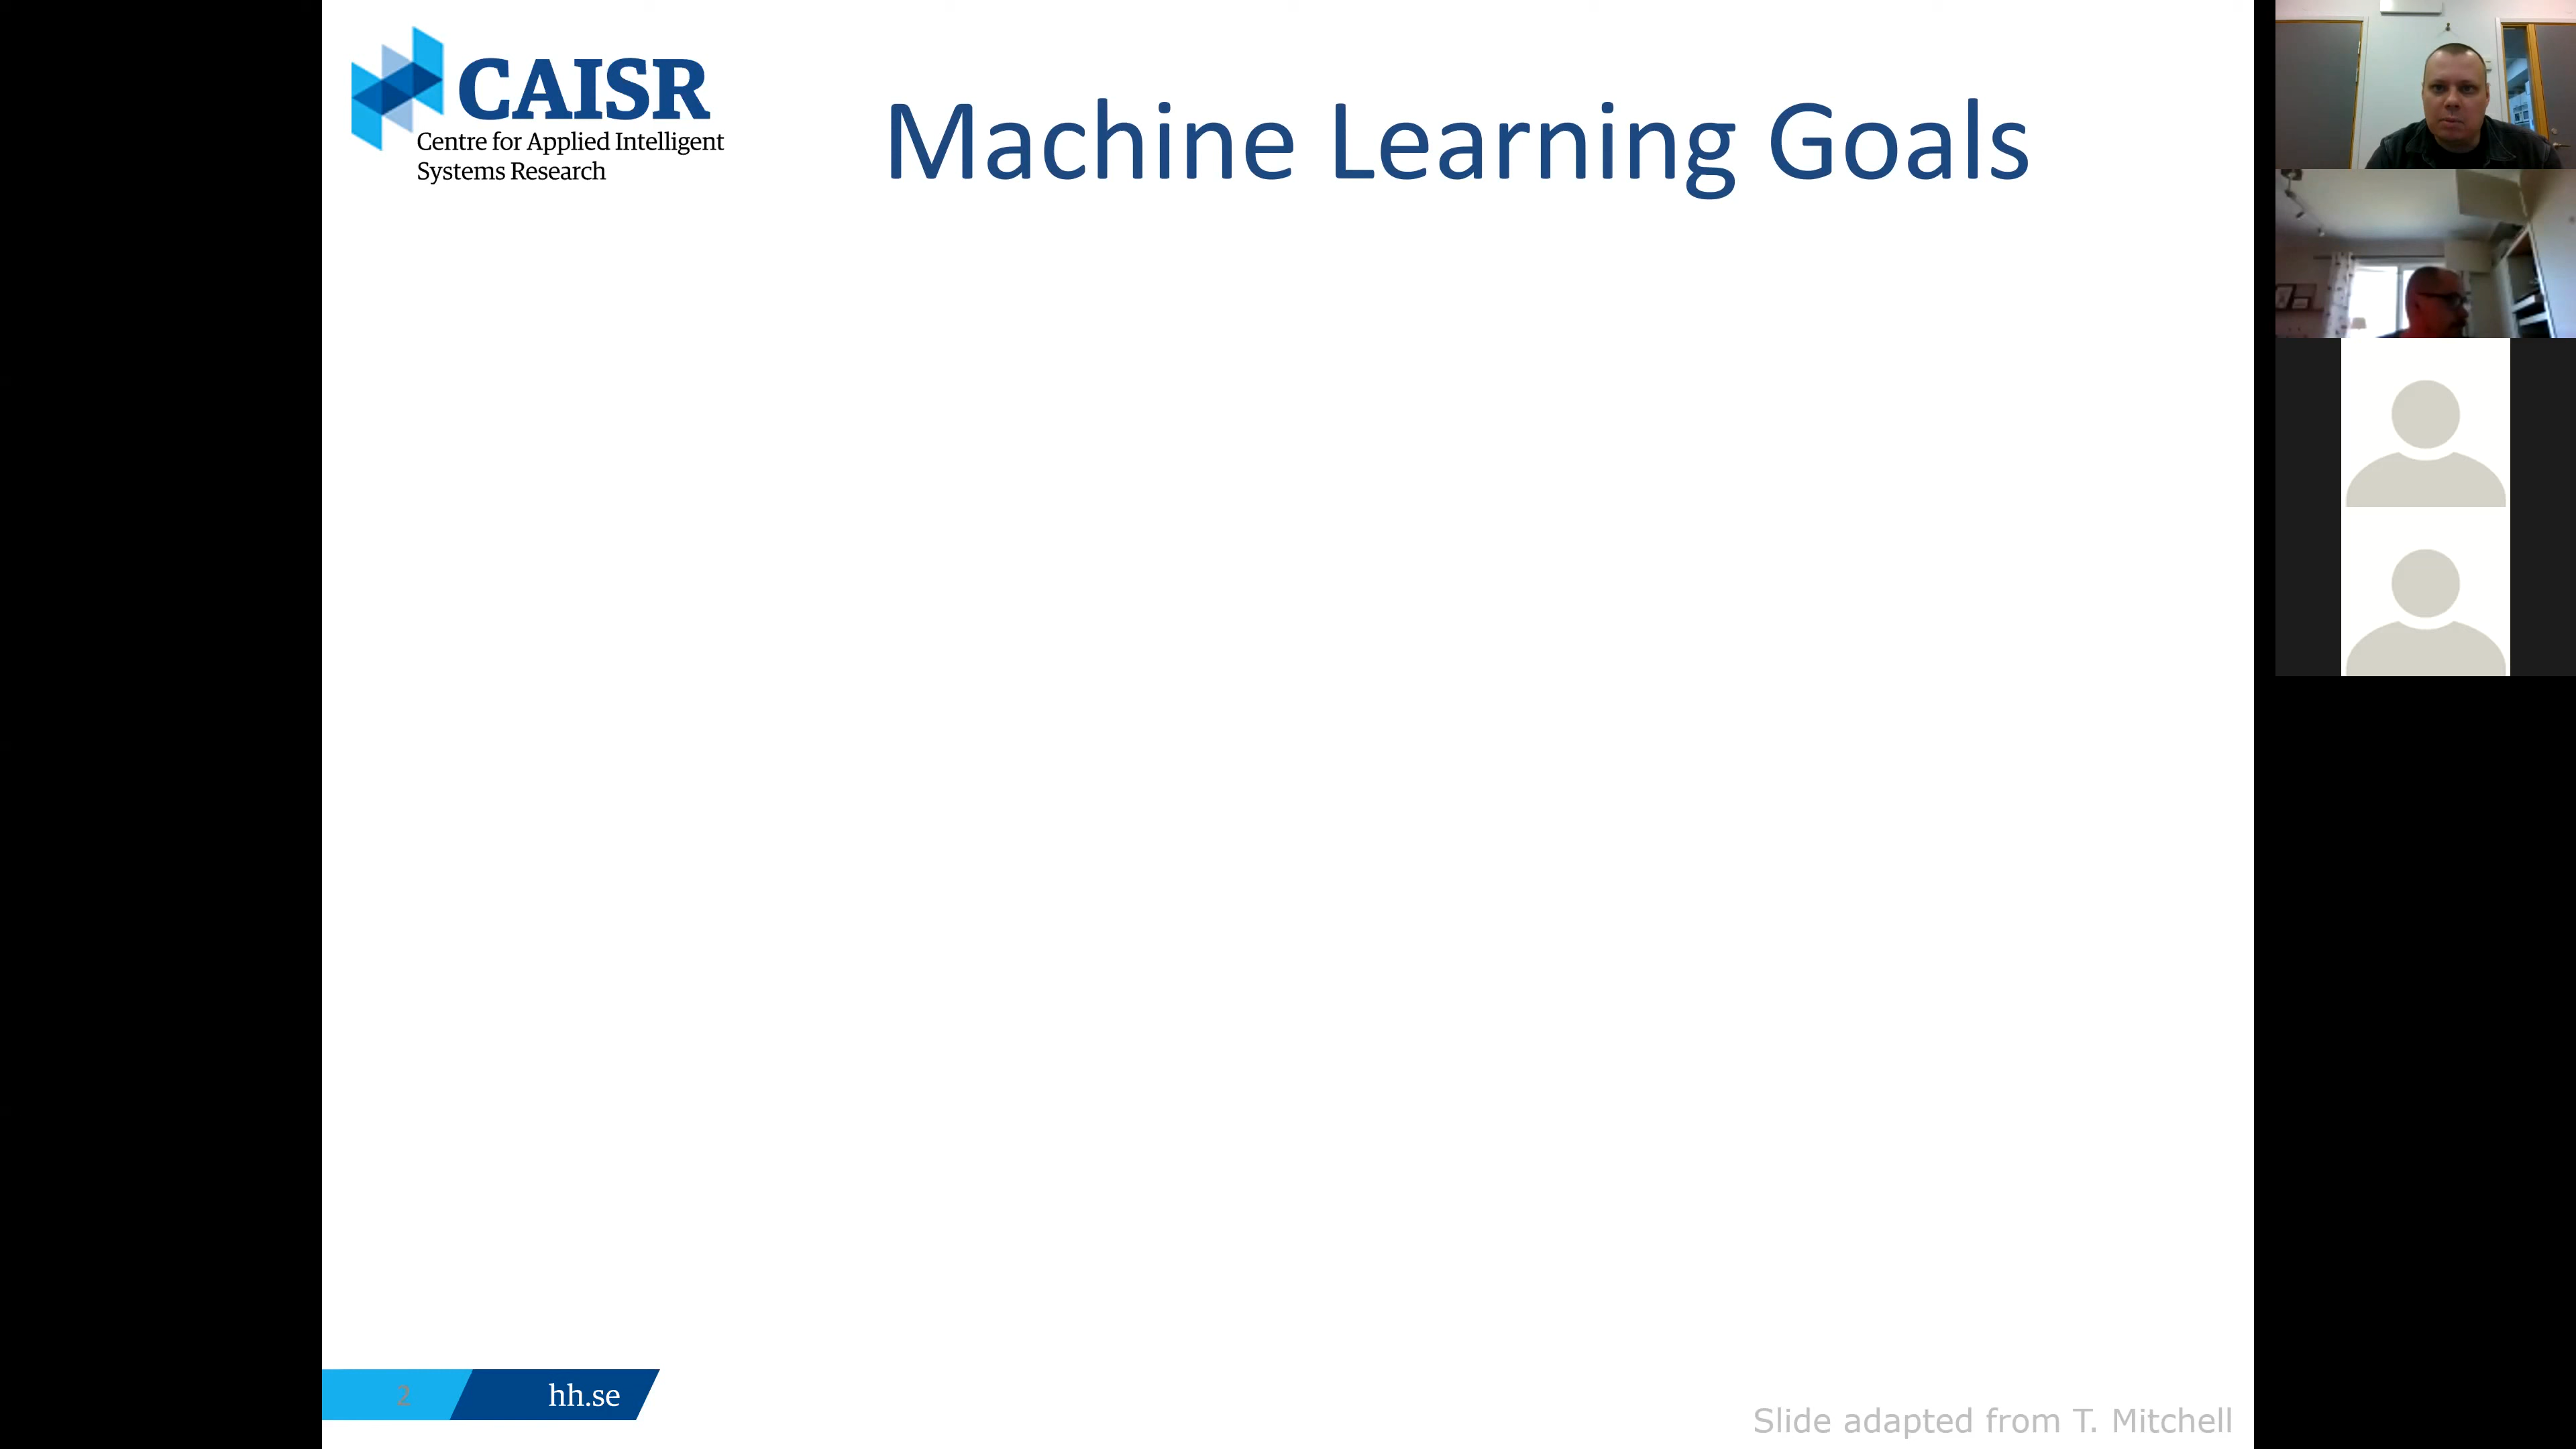 CAISR
Centre for Applied Intelligent
Systems Research
Machine Learning Goals
2
hh.se
Slide adapted from T. Mitchell